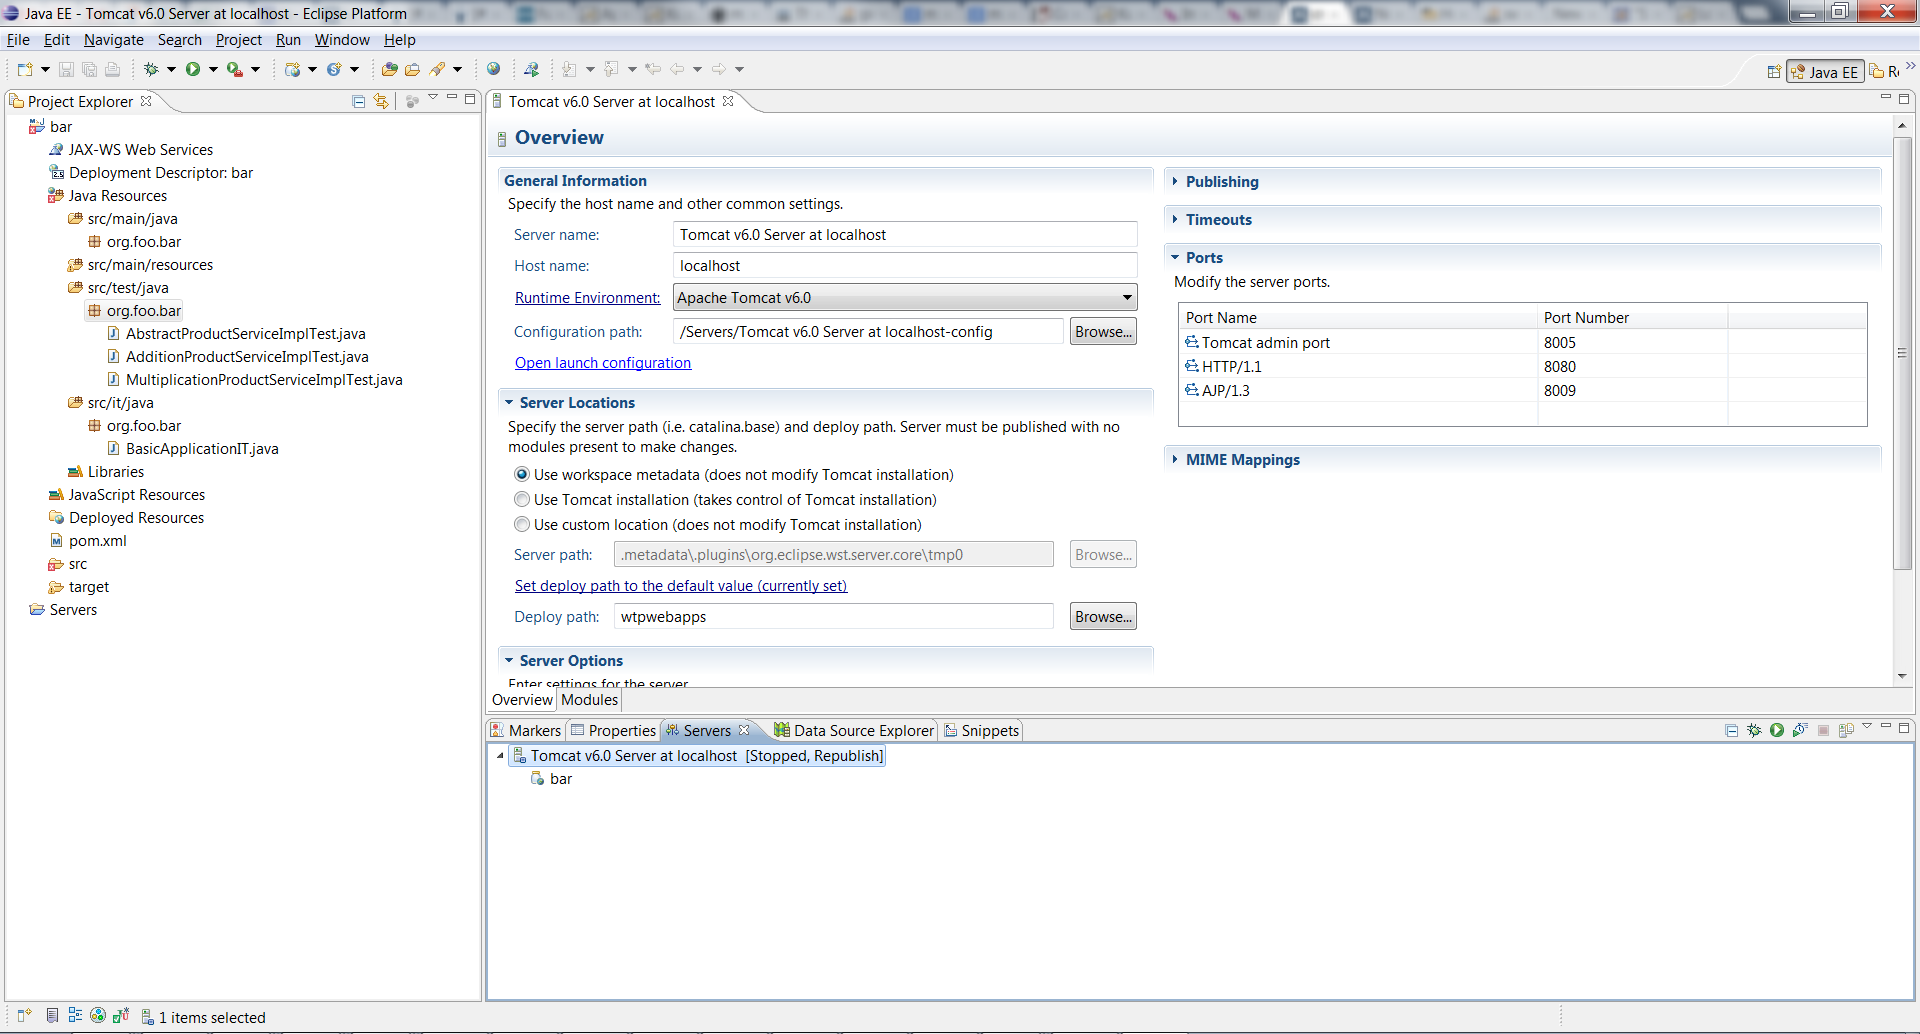 Java EE - Tomcat v6.0 Server at localhost - Eclipse Platform
File Edit Navigate Search Project Run Window Help
Java EE
Project Explorer
bar
JAX-WS Web Services
Deployment Descriptor: bar
Java Resources
src/main/java
org.foo.bar
src/main/resources
src/test/java
org.foo.bar
AbstractProductServiceImplTest.java
AdditionProductServiceImplTest.java
MultiplicationProductServiceImplTest.java
src/it/java
org.foo.bar
BasicApplicationIT.java
Libraries
JavaScript Resources
Deployed Resources
pom.xml
src
target
Servers
Tomcat v6.0 Server at localhost
Overview
General Information
Specify the host name and other common settings.
Server name: Tomcat v6.0 Server at localhost
Host name: localhost
Runtime Environment: Apache Tomcat v6.0
Configuration path: /Servers/Tomcat v6.0 Server at localhost-config Browse...
Open launch configuration
Server Locations
Specify the server path (i.e. catalina.base) and deploy path. Server must be published with no
modules present to make changes.
Use workspace metadata (does not modify Tomcat installation)
Use Tomcat installation (takes control of Tomcat installation)
Use custom location (does not modify Tomcat installation)
Server path: .metadata\.plugins\org.eclipse.wst.server.core\tmp0 Browse...
Set deploy path to the default value (currently set)
Deploy path: wtpwebapps Browse...
Server Options
Enter settings for the server
Publishing
Timeouts
Ports
Modify the server ports.
Port Name Port Number
Tomcat admin port 8005
HTTP/1.1 8080
AJP/1.3 8009
MIME Mappings
Overview Modules
Markers Properties Servers Data Source Explorer Snippets
Tomcat v6.0 Server at localhost [Stopped, Republish]
bar
1 items selected